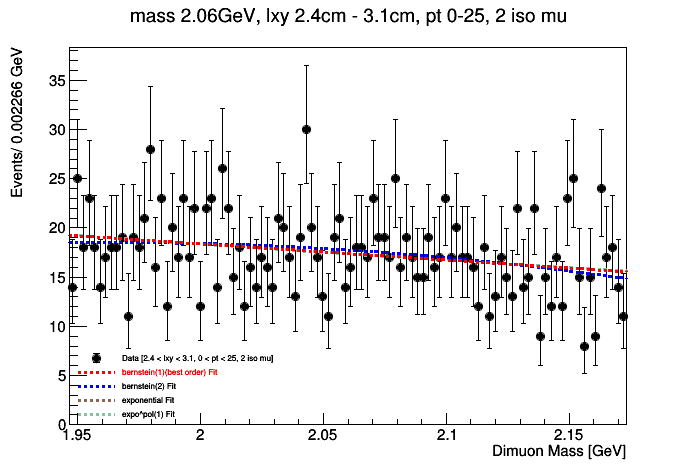 mass 2.06GeV, lxy 2.4cm - 3.1cm, pt 0-25, 2 iso mu
Events/ 0.002266 GeV
35
30
25
20
15
10
5
0
Data [2.4 < lxy < 3.1, 0 < pt < 25, 2 iso mu]
bernstein(1)(best order) Fit
bernstein(2) Fit
exponential Fit
expo*pol(1) Fit
1.95 2 2.05 2.1 2.15
Dimuon Mass [GeV]